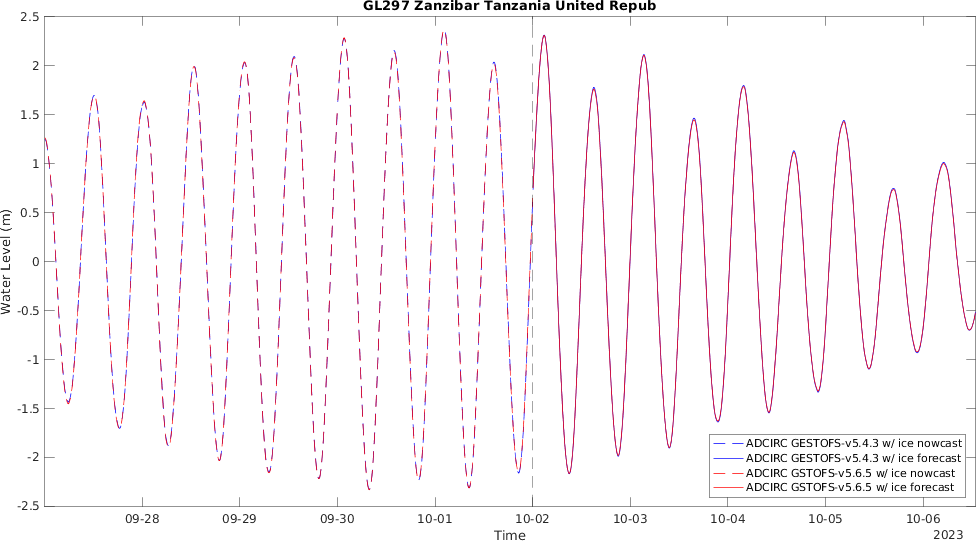 GL297 Zanzibar Tanzania United Repub
2.5
2
1.5
1
0.5
0
-0.5
-1
-1.5
-2
-2.5
Water Level (m)
ADCIRC GESTOFS-v5.4.3 w/ ice nowcast
ADCIRC GESTOFS-v5.4.3 w/ ice forecast
ADCIRC GSTOFS-v5.6.5 w/ ice nowcast
ADCIRC GSTOFS-v5.6.5 w/ ice forecast
09-28 09-29 09-30 10-01 10-02 10-03 10-04 10-05 10-06
Time
2023